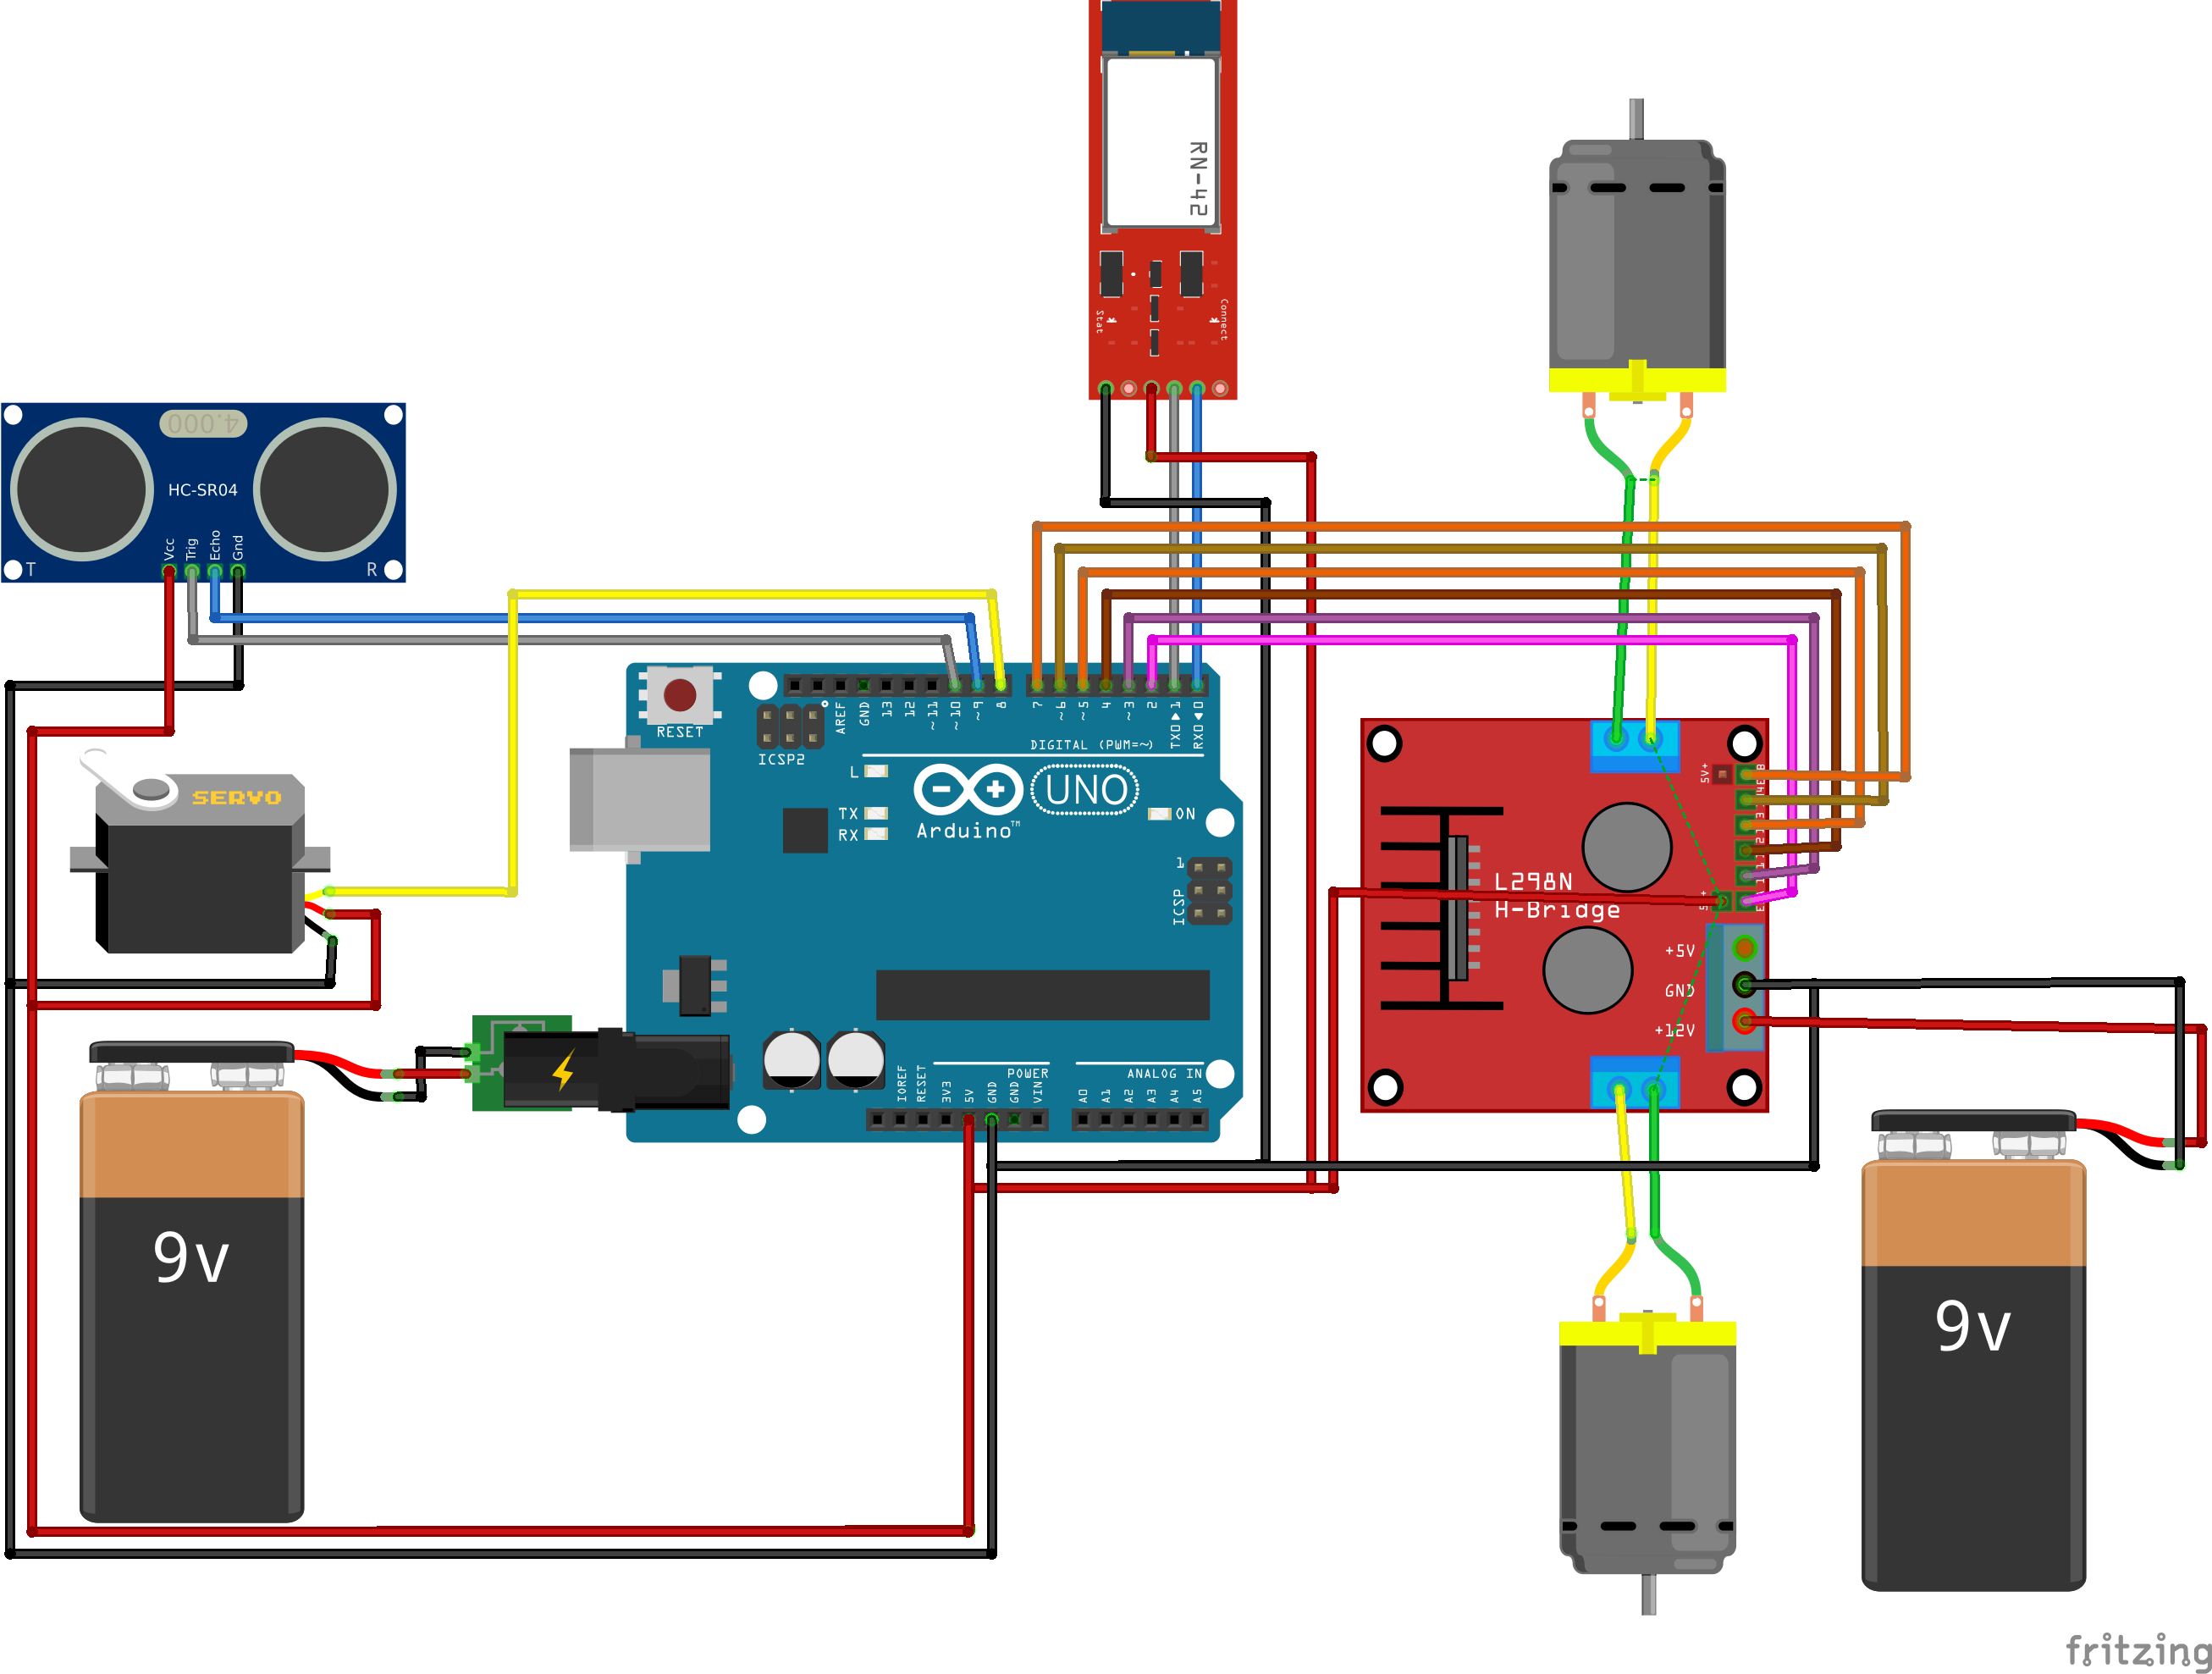 RN-42
Stat
Connect
4.000
HC-SR04
Vcc
Trig
Echo
Gnd
T
R
SERVO
9v
RESET
ICSP2
AREF
GND
13
12
~11
~10
~9
8
7
~6
~5
4
~3
2
TX0 ▶ 1
RX0 ◀ 0
DIGITAL (PWM=~)
L
TX
RX
UNO
Arduino™
ON
1
ICSP
POWER
ANALOG IN
IOREF
RESET
3V3
5V
GND
GND
VIN
A0
A1
A2
A3
A4
A5
5V+
L298N
H-Bridge
+5V
GND
+12V
9v
fritzing